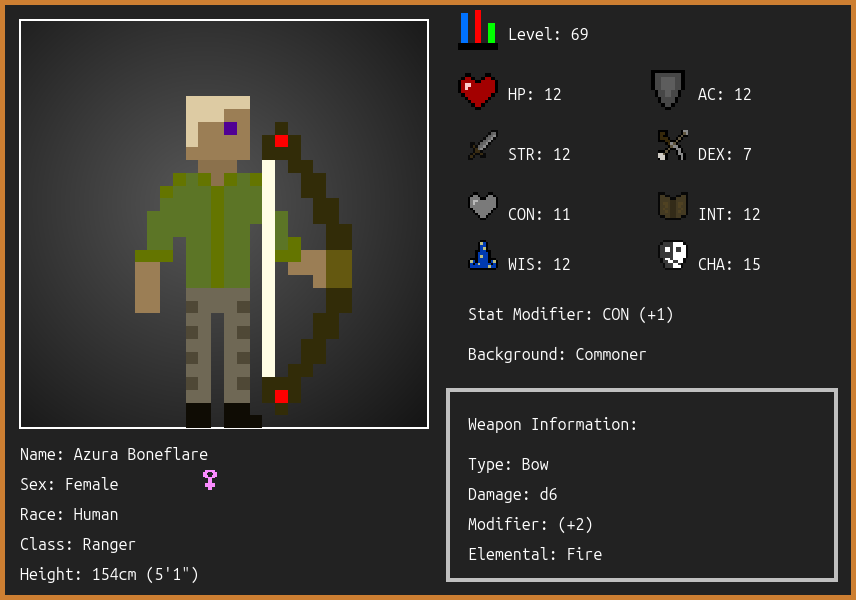 Level: 69
HP: 12
AC: 12
STR: 12
DEX: 7
CON: 11
INT: 12
WIS: 12
CHA: 15
Stat Modifier: CON (+1)
Background: Commoner
Weapon Information:
Type: Bow
Damage: d6
Modifier: (+2)
Elemental: Fire
Name: Azura Boneflare
Sex: Female
Race: Human
Class: Ranger
Height: 154cm (5'1")